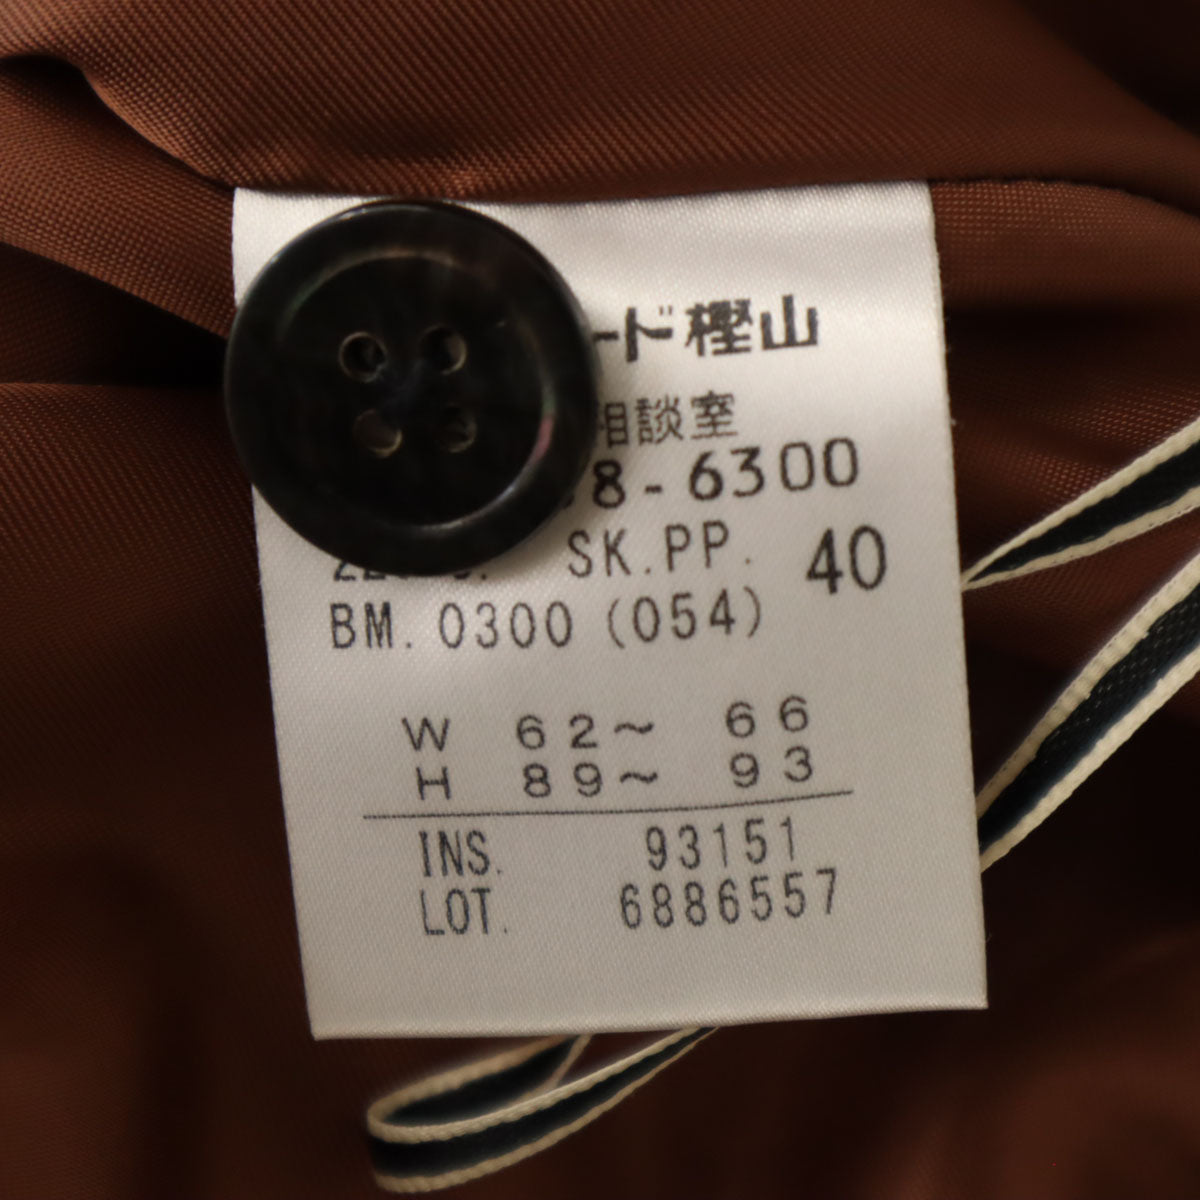 ード樫山
相談室
8-6300
SK.PP. 40
BM. 0300 (054)
W 62~ 66
H 89~ 93
INS. 93151
LOT. 6886557